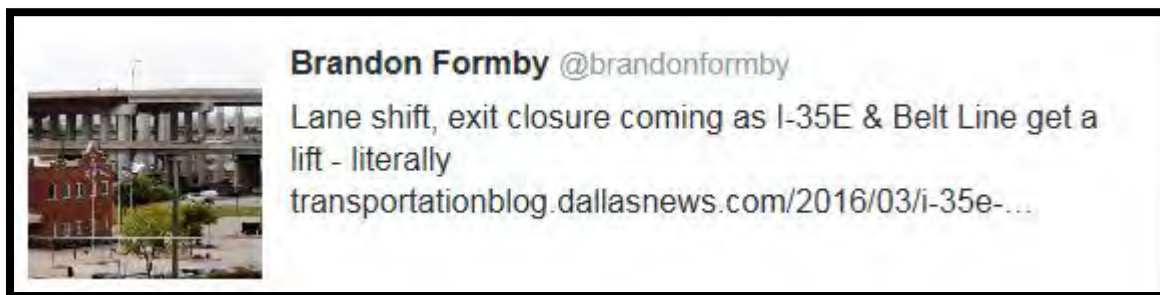 Brandon Formby @brandonformby
Lane shift, exit closure coming as I-35E & Belt Line get a
lift - literally
transportationblog.dallasnews.com/2016/03/i-35e-...